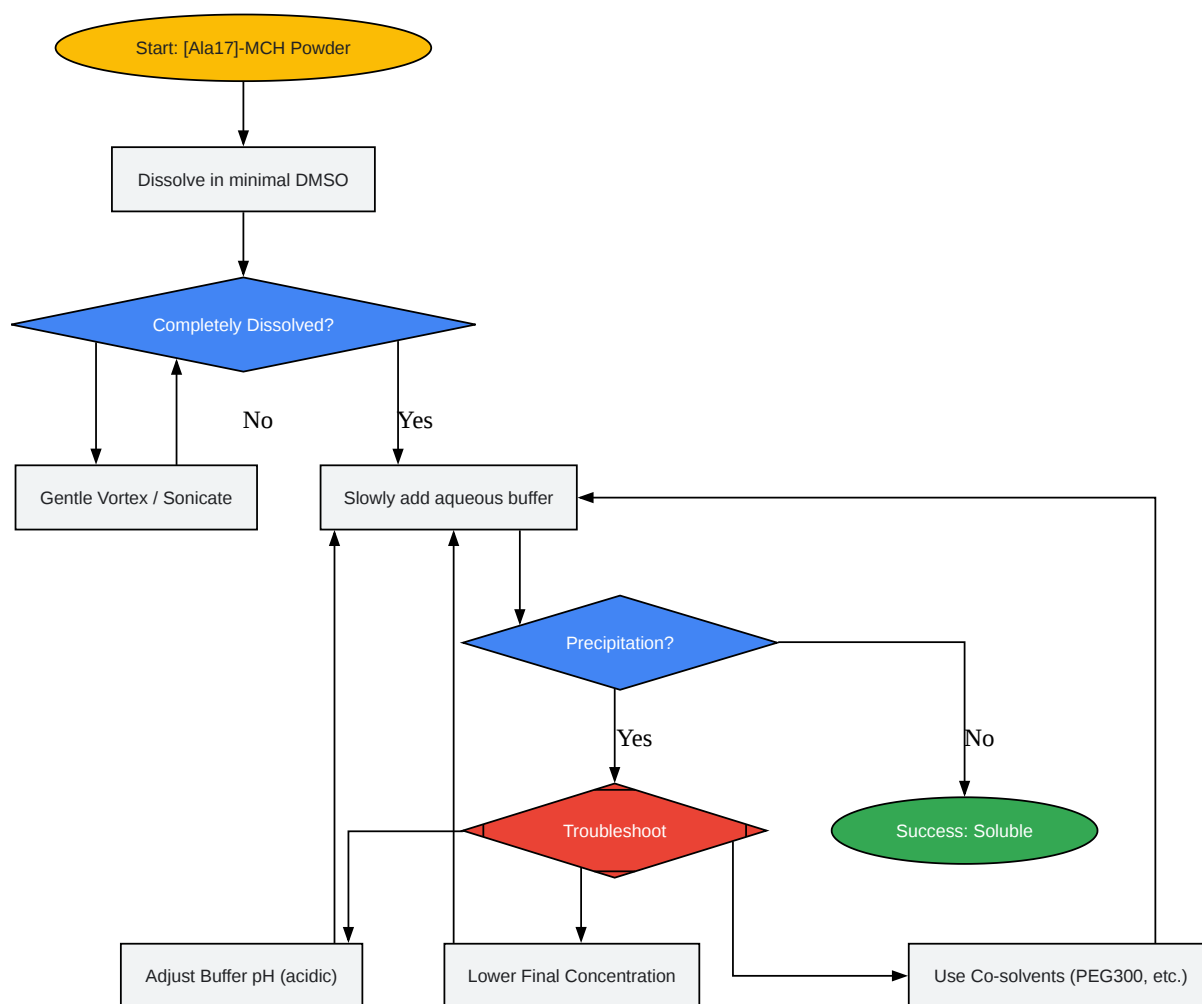 Start: [Ala17]-MCH Powder
Dissolve in minimal DMSO
Completely Dissolved?
No
Yes
Gentle Vortex / Sonicate
Slowly add aqueous buffer
Precipitation?
Yes
No
Troubleshoot
Success: Soluble
Adjust Buffer pH (acidic)
Lower Final Concentration
Use Co-solvents (PEG300, etc.)